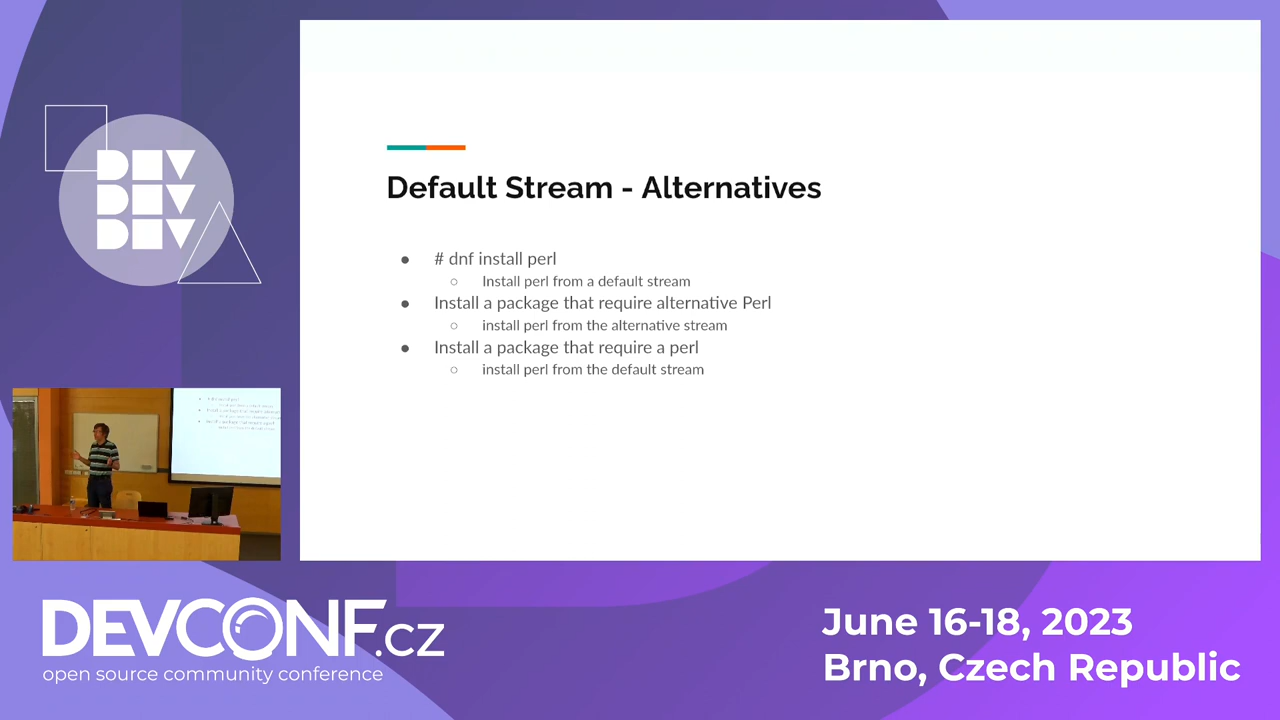 DEV
DEV
DEV
Default Stream - Alternatives
● # dnf install perl
○ Install perl from a default stream
● Install a package that require alternative Perl
○ install perl from the alternative stream
● Install a package that require a perl
○ install perl from the default stream
DEVCONF.cz
open source community conference
June 16-18, 2023
Brno, Czech Republic